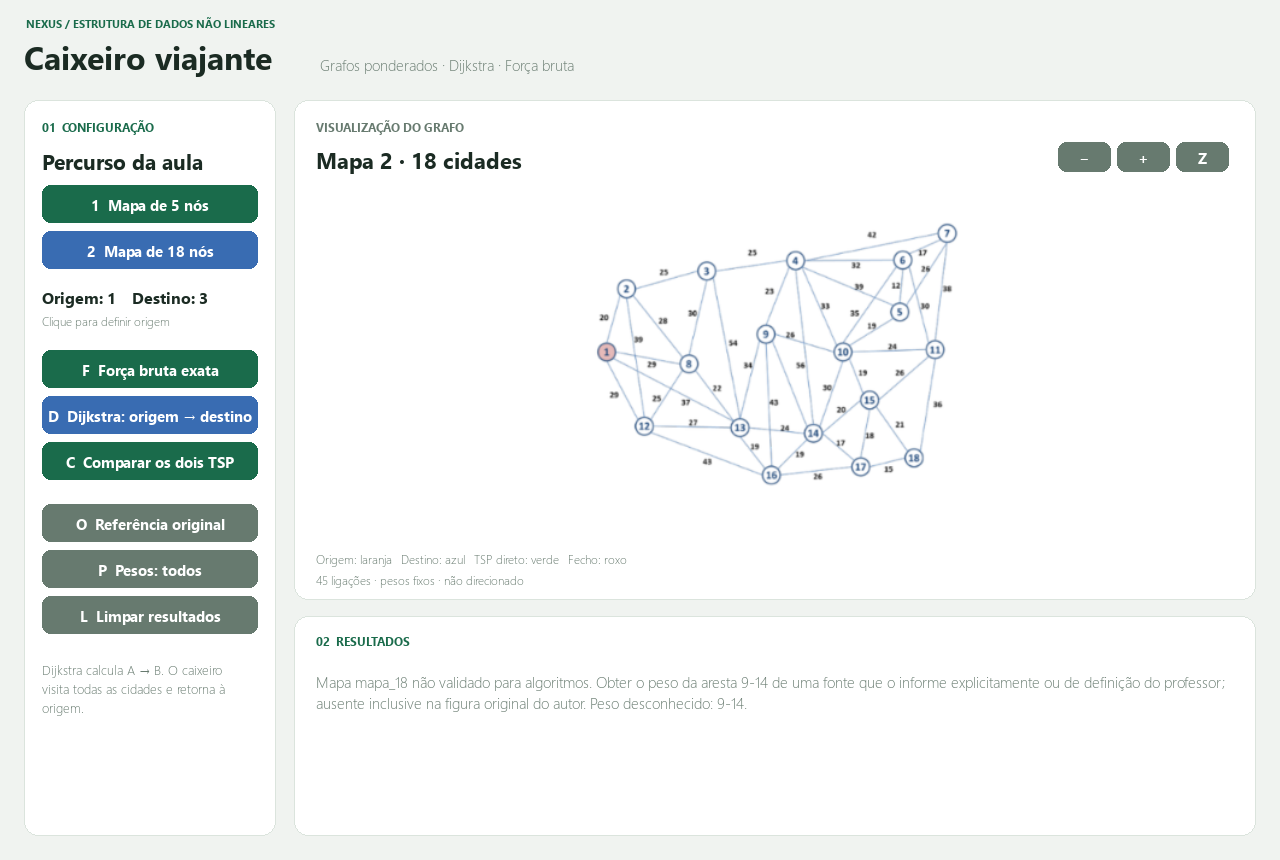 NEXUS / ESTRUTURA DE DADOS NÃO LINEARES
Caixeiro viajante
Grafos ponderados · Dijkstra · Força bruta
01 CONFIGURAÇÃO
Percurso da aula
1 Mapa de 5 nós
2 Mapa de 18 nós
Origem: 1 Destino: 3
Clique para definir origem
F Força bruta exata
D Dijkstra: origem → destino
C Comparar os dois TSP
O Referência original
P Pesos: todos
L Limpar resultados
Dijkstra calcula A → B. O caixeiro
visita todas as cidades e retorna à
origem.
VISUALIZAÇÃO DO GRAFO
Mapa 2 · 18 cidades
– + Z
7
42
17
25
4
6
32
26
3
25
2
39
12
38
23
30
20
28
30
33
35
5
19
9
26
39
54
24
11
1
10
29
8
34
56
19
26
22
30
29
25
37
43
15
36
20
27
24
21
12
13
14
17
18
19
19
43
18
17
15
16
26
Origem: laranja Destino: azul TSP direto: verde Fecho: roxo
45 ligações · pesos fixos · não direcionado
02 RESULTADOS
Mapa mapa_18 não validado para algoritmos. Obter o peso da aresta 9-14 de uma fonte que o informe explicitamente ou de definição do professor;
ausente inclusive na figura original do autor. Peso desconhecido: 9-14.